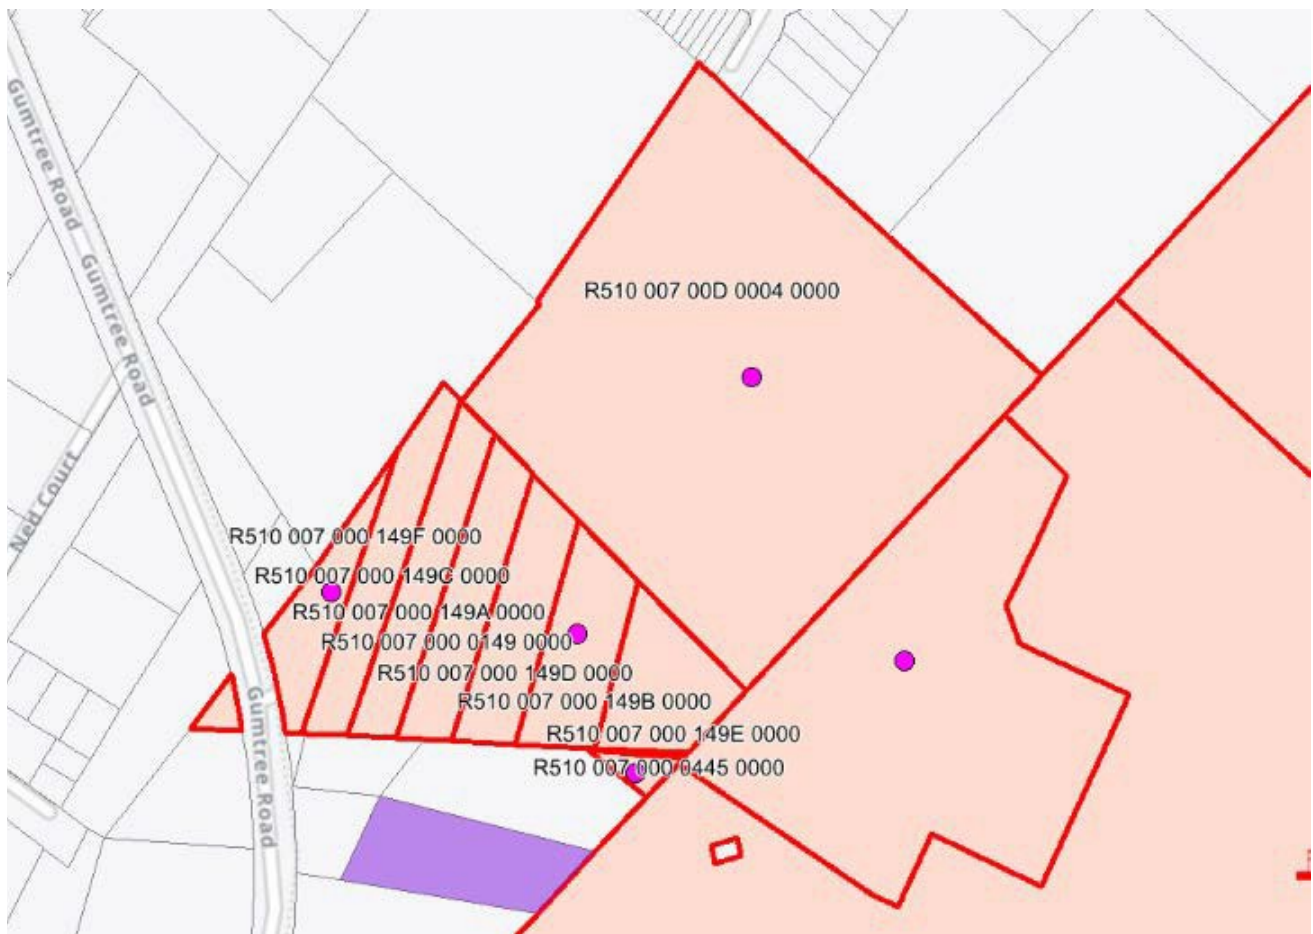 Gumtree Road
Gumtree Road
R510 007 00D 0004 0000
Ned Court
R510 007 000 149F 0000
R510 007 000 149C 0000
R510 007 000 149A 0000
R510 007 000 0149 0000
R510 007 000 149D 0000
R510 007 000 149B 0000
R510 007 000 149E 0000
R510 007 000 0445 0000
Gumtree Road